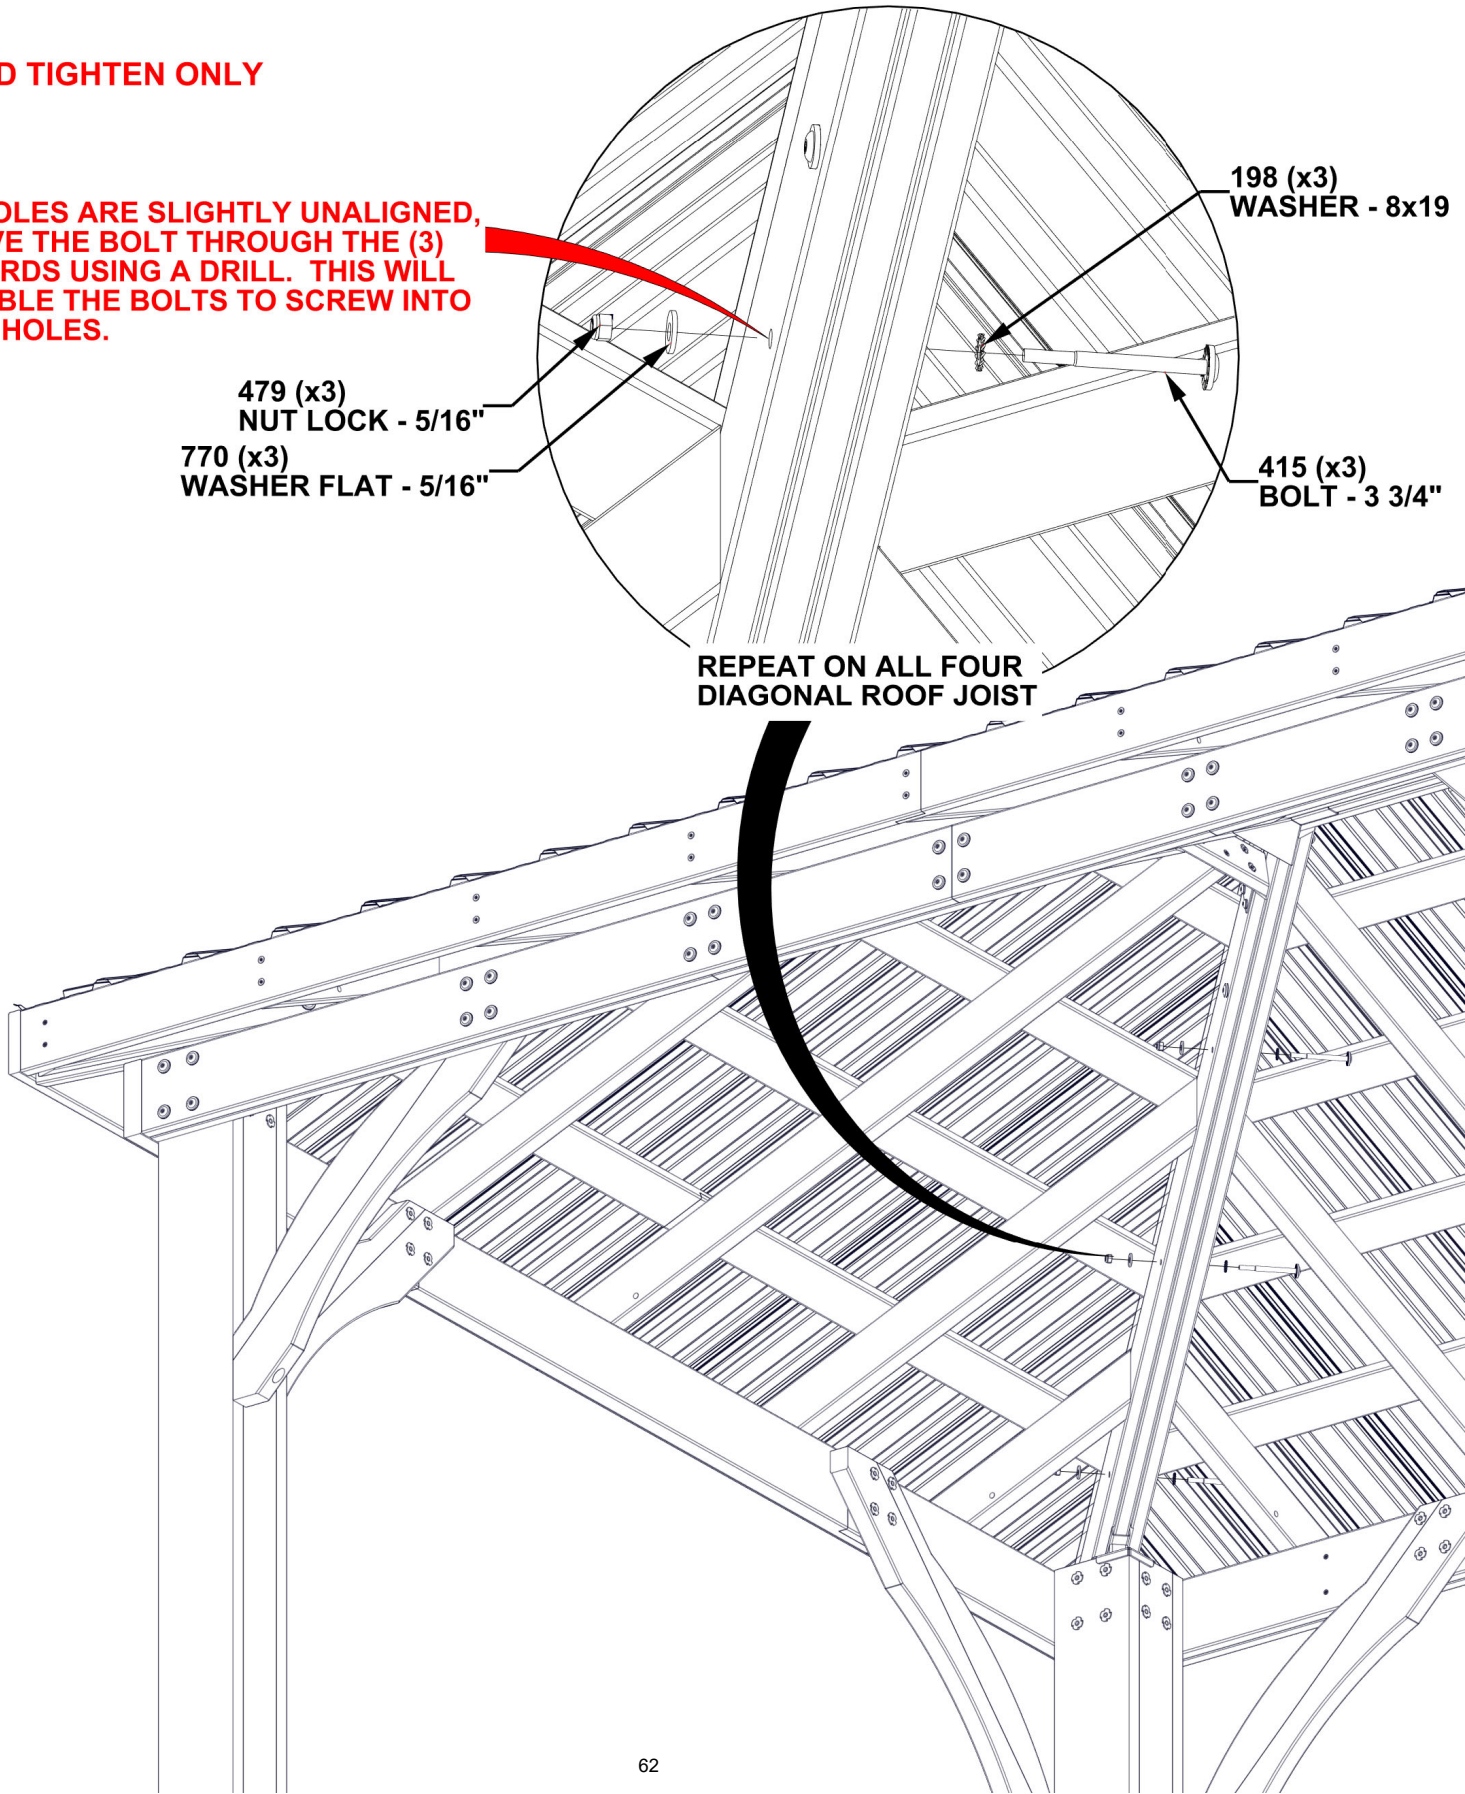 D TIGHTEN ONLY
OLES ARE SLIGHTLY UNALIGNED,
VE THE BOLT THROUGH THE (3)
RDS USING A DRILL.  THIS WILL
BLE THE BOLTS TO SCREW INTO
HOLES.
198 (x3)
WASHER - 8x19
479 (x3)
NUT LOCK - 5/16"
770 (x3)
WASHER FLAT - 5/16"
415 (x3)
BOLT - 3 3/4"
REPEAT ON ALL FOUR
DIAGONAL ROOF JOIST
62